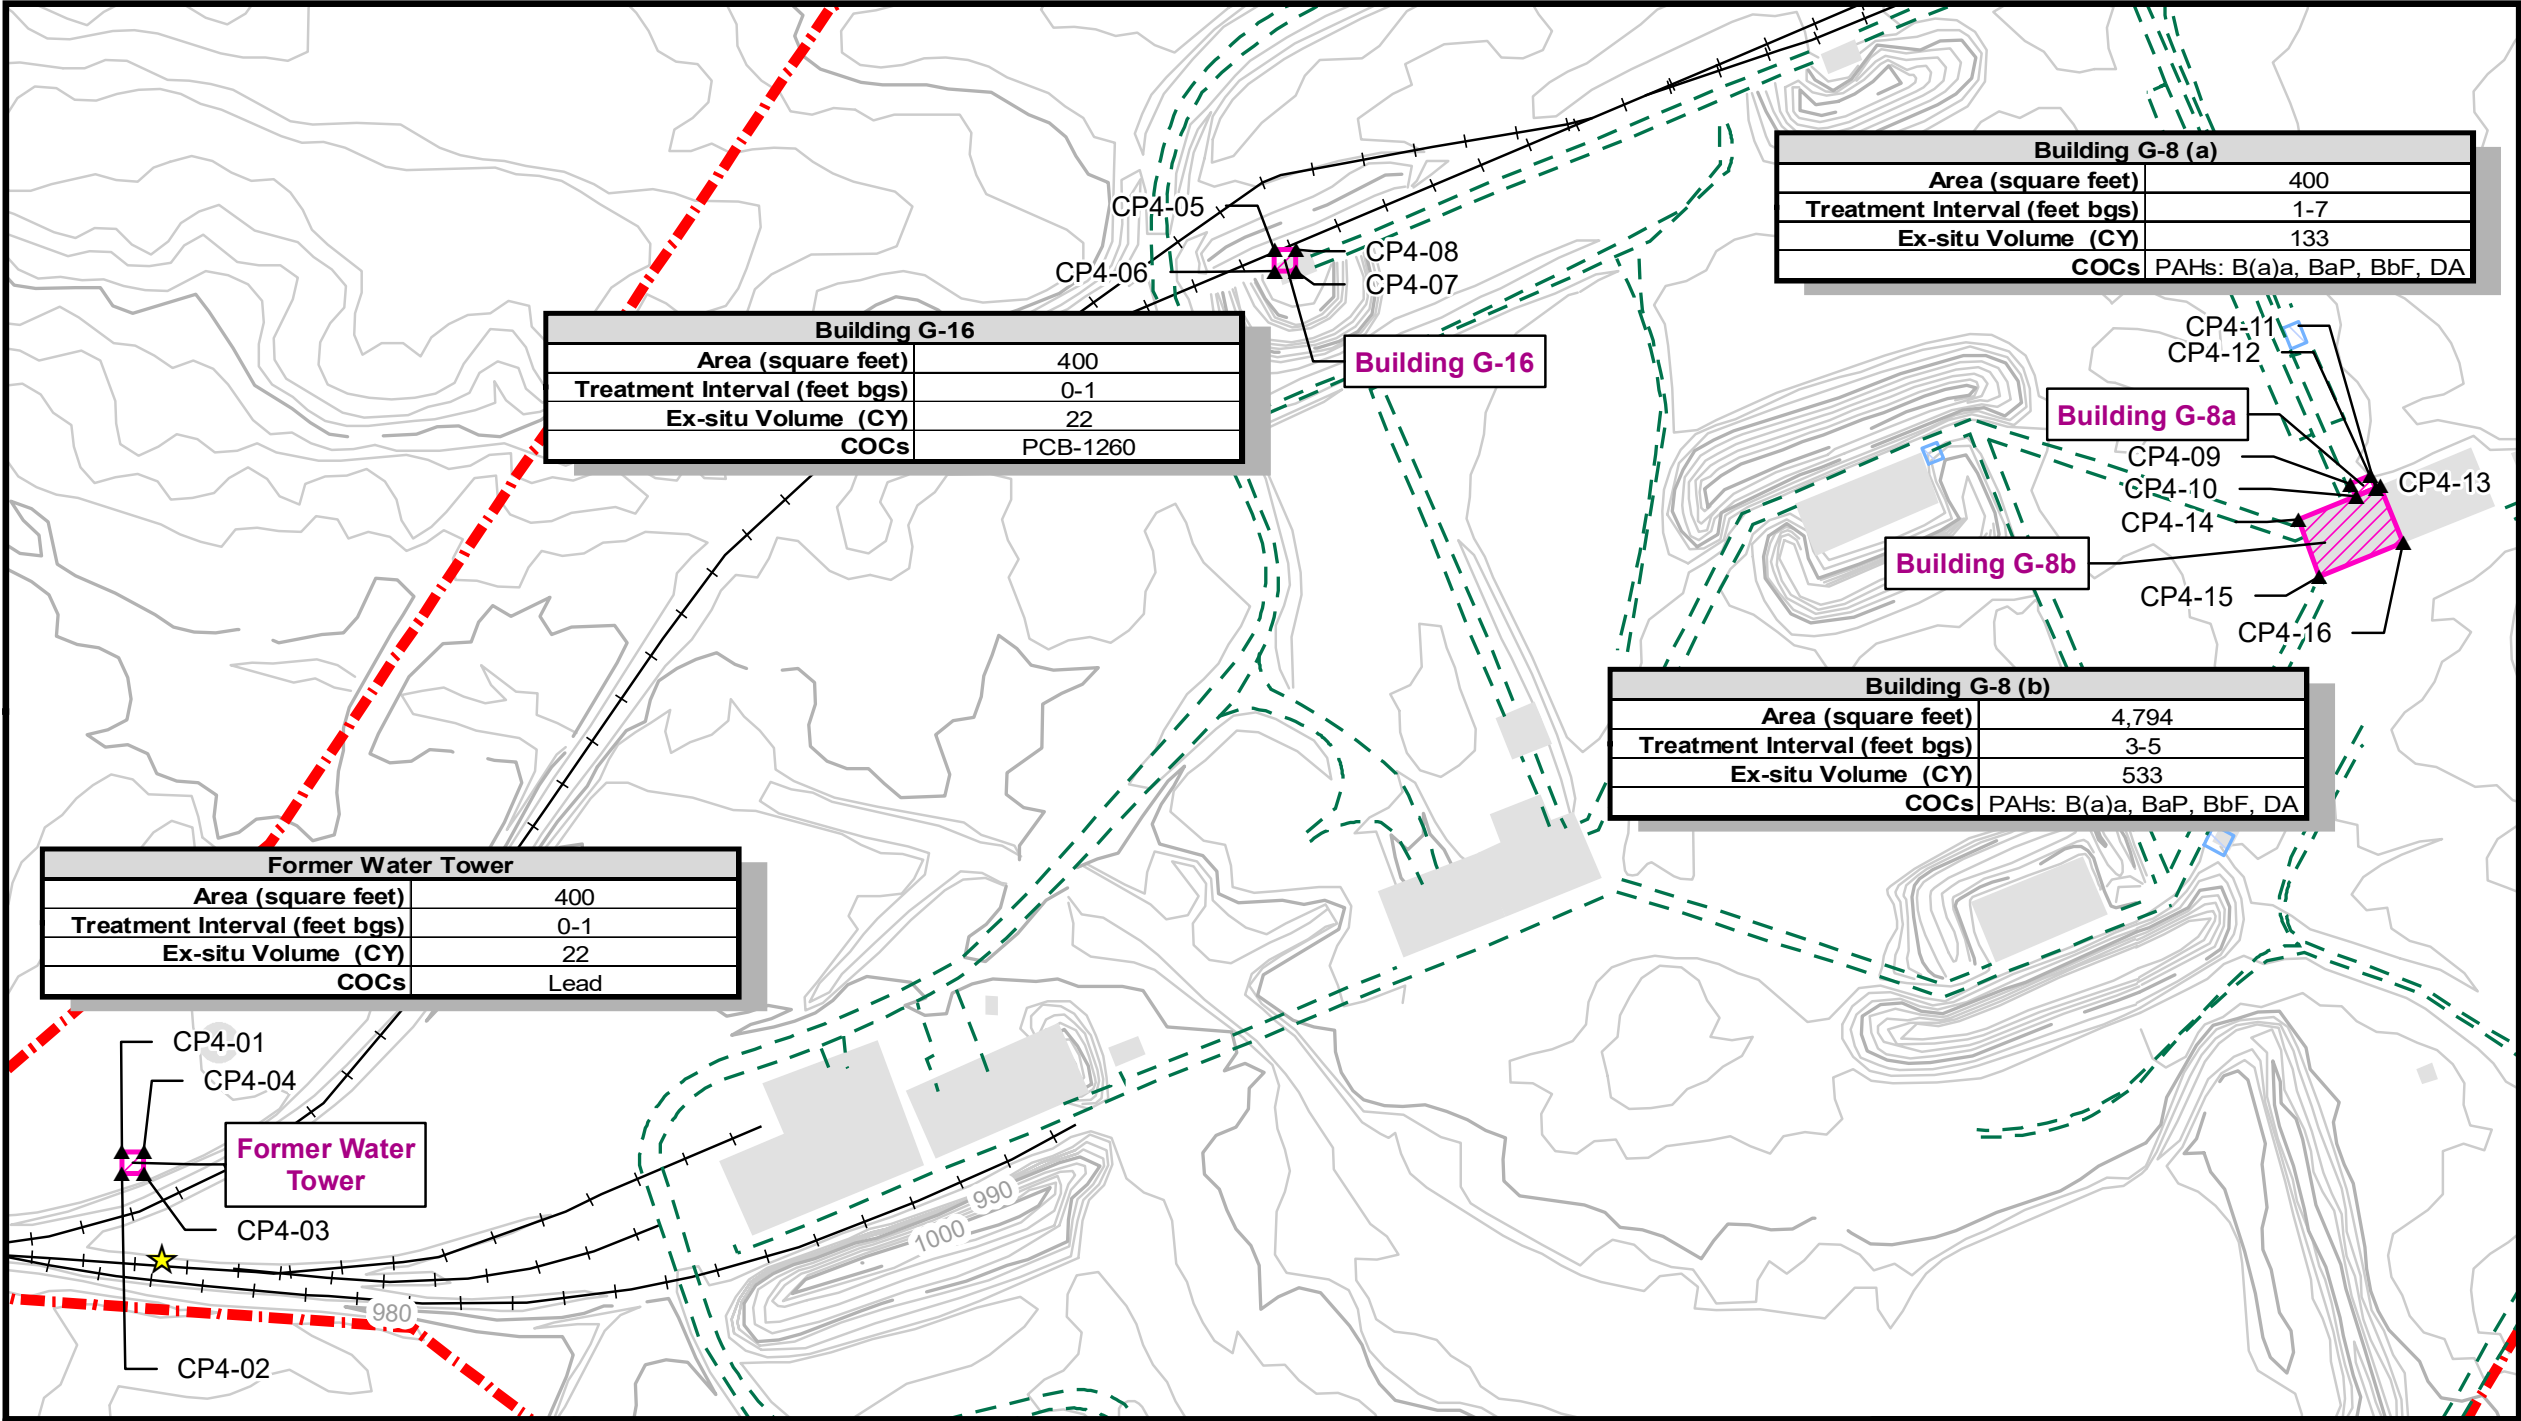 Building G-8 (a)
Area (square feet) 400
Treatment Interval (feet bgs) 1-7
Ex-situ Volume (CY) 133
COCs PAHs: B(a)a, BaP, BbF, DA
CP4-05
CP4-08
CP4-06
CP4-07
Building G-16
Area (square feet) 400
Treatment Interval (feet bgs) 0-1
Ex-situ Volume (CY) 22
COCs PCB-1260
Building G-16
CP4-11
CP4-12
Building G-8a
CP4-09
CP4-10
CP4-13
CP4-14
Building G-8b
CP4-15
CP4-16
Building G-8 (b)
Area (square feet) 4,794
Treatment Interval (feet bgs) 3-5
Ex-situ Volume (CY) 533
COCs PAHs: B(a)a, BaP, BbF, DA
Former Water Tower
Area (square feet) 400
Treatment Interval (feet bgs) 0-1
Ex-situ Volume (CY) 22
COCs Lead
CP4-01
CP4-04
Former Water
Tower
CP4-03
CP4-02
990
1000
980